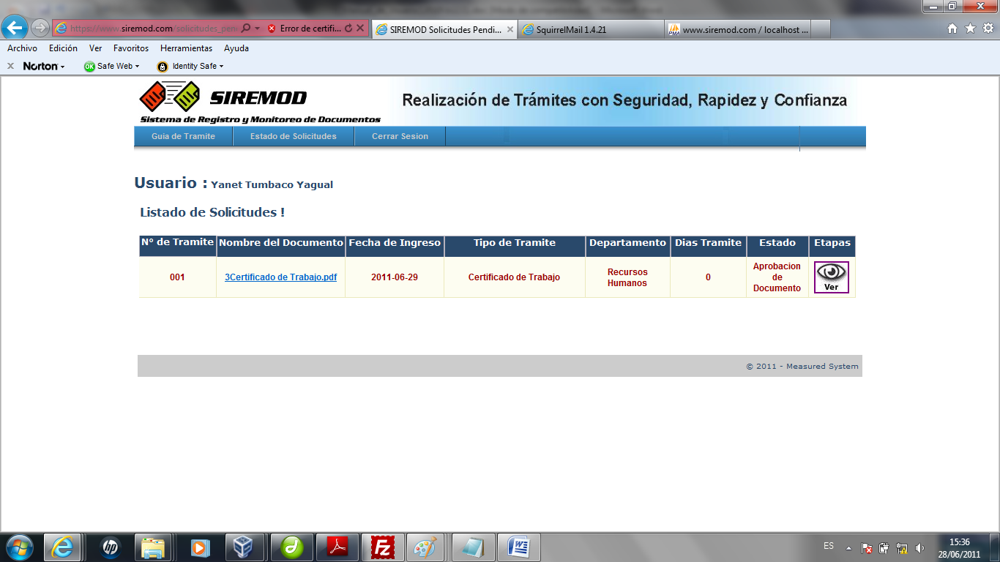 https://www.siremod.com/solicitudes_pen
Error de certifi...
SIREMOD Solicitudes Pendi...
SquirrelMail 1.4.21
www.siremod.com / localhost ...
Archivo Edición Ver Favoritos Herramientas Ayuda
x Norton Safe Web Identity Safe
SIREMOD
Sistema de Registro y Monitoreo de Documentos
Realización de Trámites con Seguridad, Rapidez y Confianza
Guia de Tramite Estado de Solicitudes Cerrar Sesion
Usuario : Yanet Tumbaco Yagual
Listado de Solicitudes !
Nº de Tramite Nombre del Documento Fecha de Ingreso Tipo de Tramite Departamento Dias Tramite Estado Etapas
001 3Certificado de Trabajo.pdf 2011-06-29 Certificado de Trabajo Recursos Humanos 0 Aprobacion de Documento Ver
© 2011 - Measured System
ES
15:36
28/06/2011